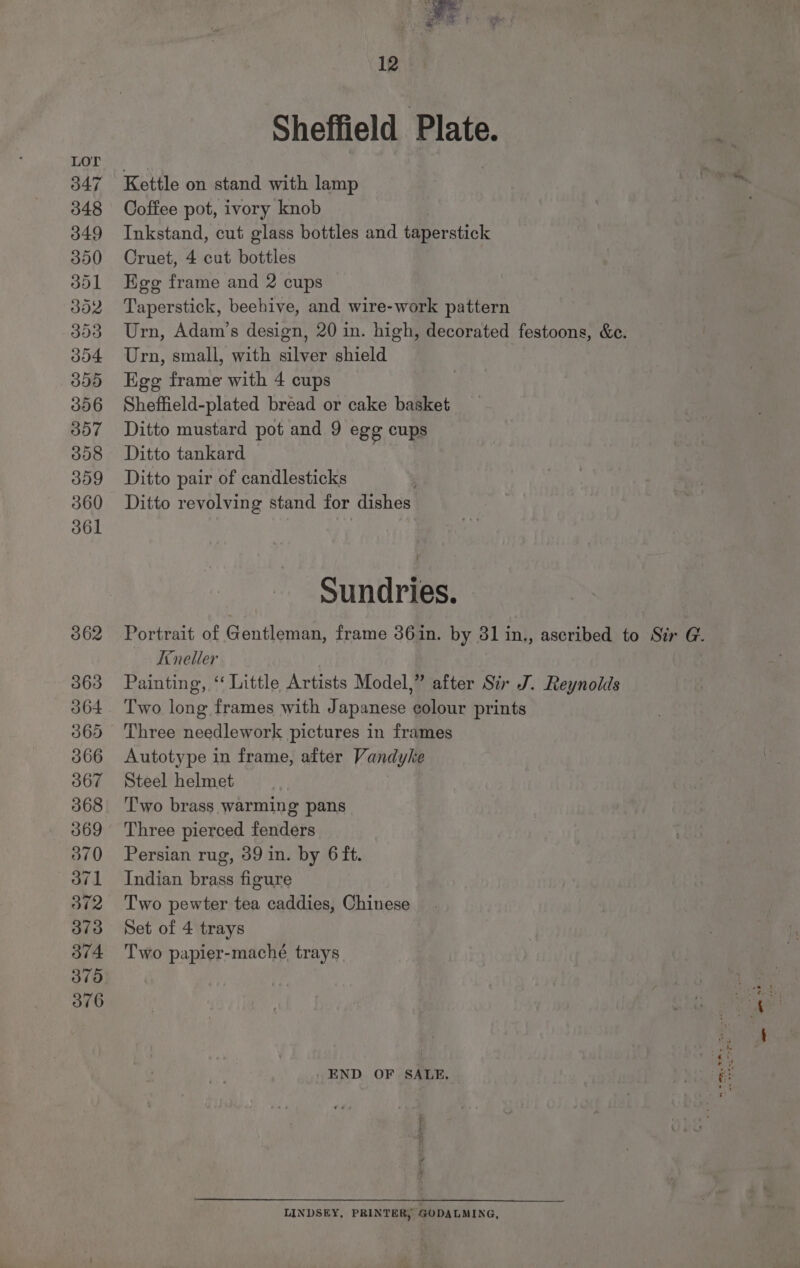 12
Sheffield Plate.
LOT
347 Kettle on stand with lamp
348 Coffee pot, ivory knob
349 Inkstand, cut glass bottles and taperstick
350 Cruet, 4 cut bottles
351 Egg frame and 2 cups
352 Taperstick, beehive, and wire-work pattern
353 Urn, Adam's design, 20 in. high, decorated festoons, &c.
354 Urn, small, with silver shield
355 Egg frame with 4 cups
356 Sheffield-plated bread or cake basket
357 Ditto mustard pot and 9 egg cups
358 Ditto tankard
359 Ditto pair of candlesticks
360 Ditto revolving stand for dishes
361
Sundries.
362 Portrait of Gentleman, frame 36in. by 31 in., ascribed to Sir G.
Kneller
363 Painting, “Little Artists Model,” after Sir J. Reynolds
364 Two long frames with Japanese colour prints
365 Three needlework pictures in frames
366 Autotype in frame, after Vandyke
367 Steel helmet
368 Two brass warming pans
369 Three pierced fenders
370 Persian rug, 39 in. by 6 ft.
371 Indian brass figure
372 Two pewter tea caddies, Chinese
373 Set of 4 trays
374 Two papier-maché trays
375
376
END OF SALE.
LINDSEY, PRINTER, GODALMING,